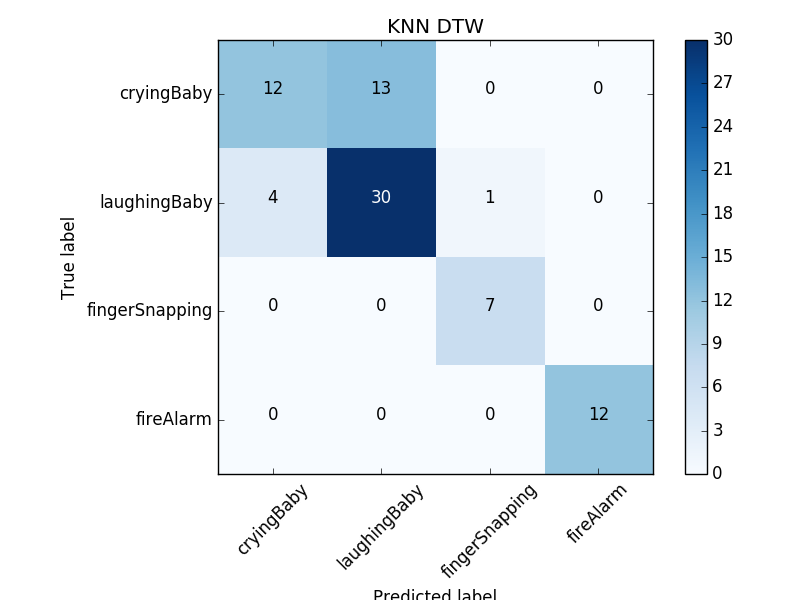 KNN DTW
cryingBaby 12 13 0 0
laughingBaby 4 30 1 0
fingerSnapping 0 0 7 0
fireAlarm 0 0 0 12
cryingBaby laughingBaby fingerSnapping fireAlarm
True label
Predicted label
30
27
24
21
18
15
12
9
6
3
0